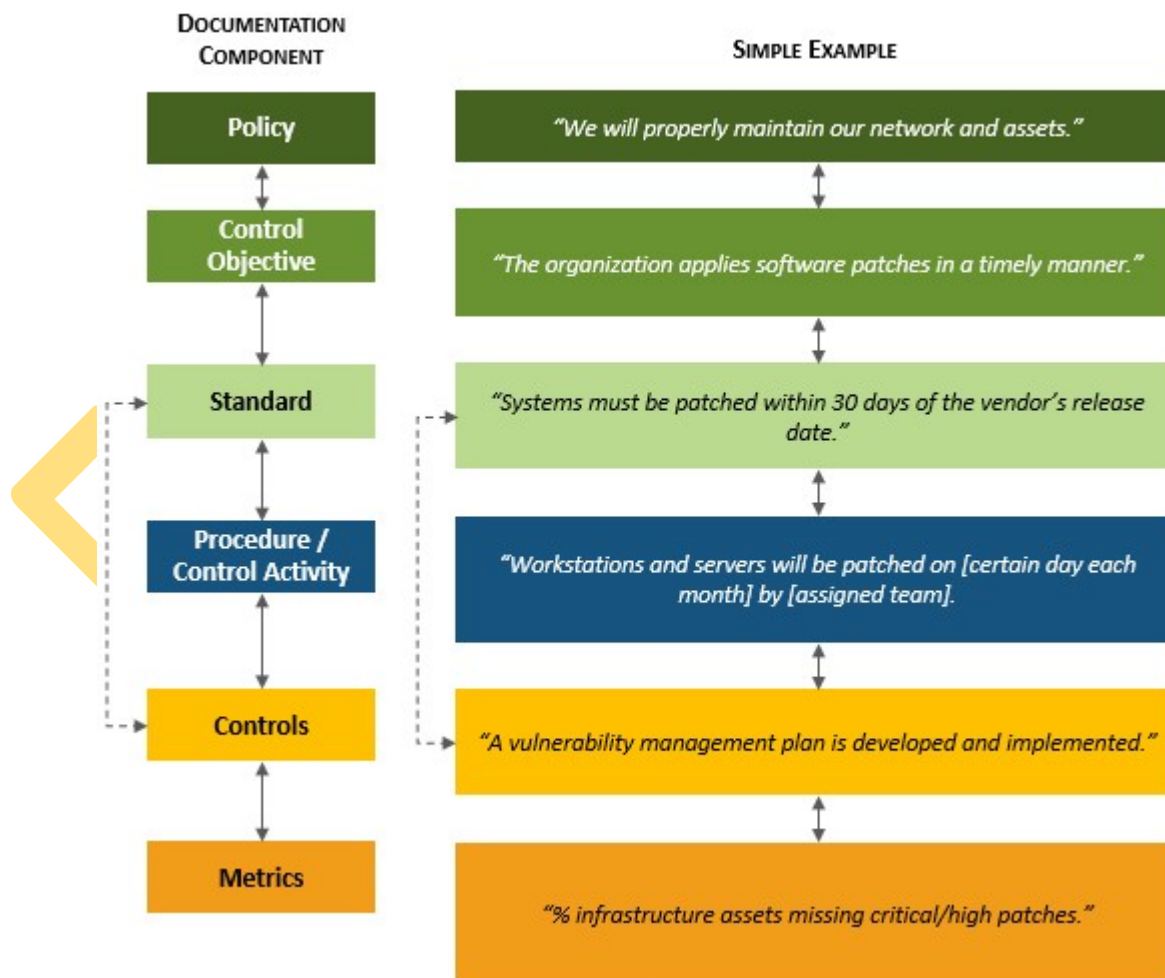 DOCUMENTATION
COMPONENT
SIMPLE EXAMPLE
Policy
“We will properly maintain our network and assets.”
Control
Objective
“The organization applies software patches in a timely manner.”
Standard
“Systems must be patched within 30 days of the vendor’s release
date.”
Procedure /
Control Activity
“Workstations and servers will be patched on [certain day each
month] by [assigned team].
Controls
“A vulnerability management plan is developed and implemented.”
Metrics
“% infrastructure assets missing critical/high patches.”